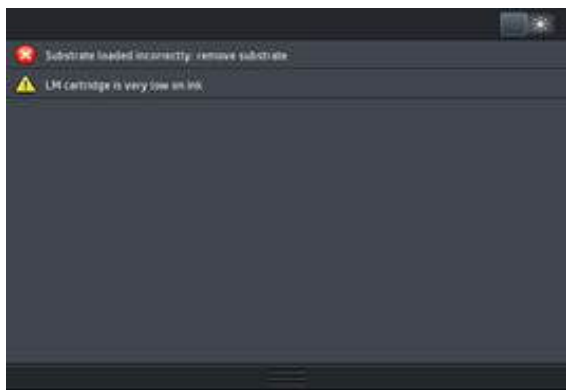 Substrate loaded incorrectly: remove substrate
LM cartridge is very low on ink